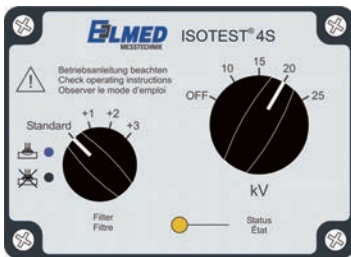 ELMED
MESSTECHNIK
ISOTEST® 4S
Betriebsanleitung beachten
Check operating instructions
Observer le mode d'emploi
Standard +1 +2 +3
OFF 10 15 20 25
kV
Filter
Filtre
Status
État